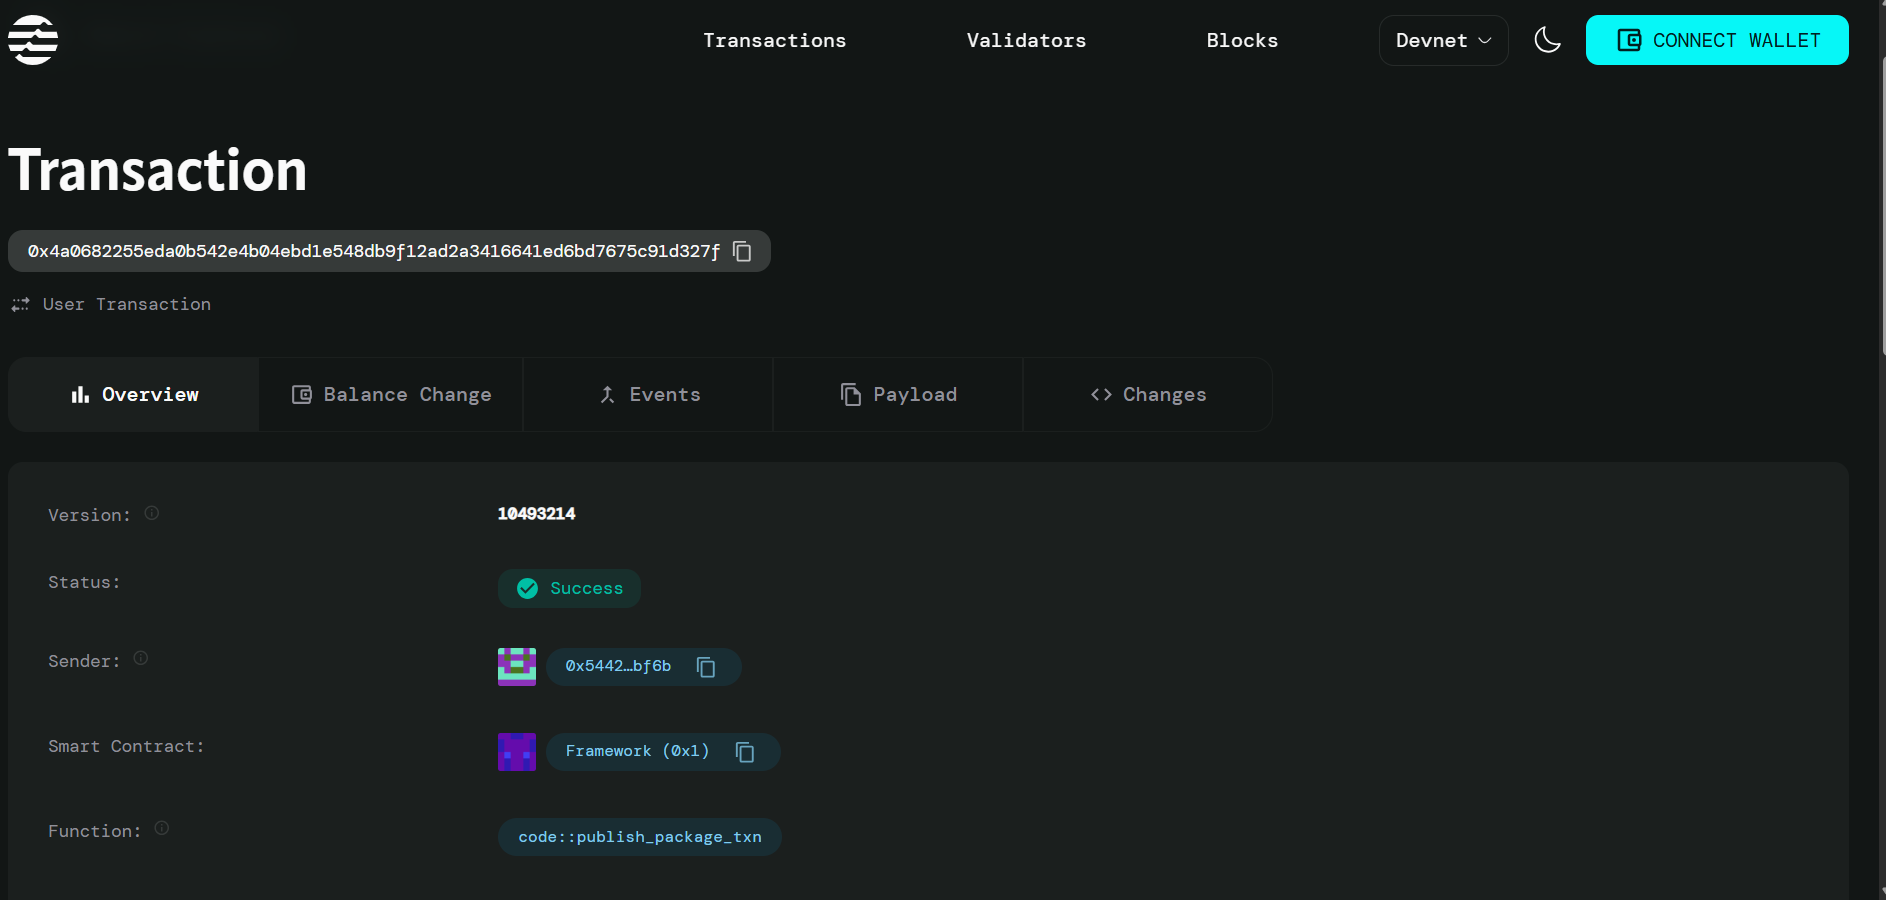 Transactions Validators Blocks Devnet CONNECT WALLET
Transaction
0x4a0682255eda0b542e4b04ebd1e548db9f12ad2a3416641ed6bd7675c91d327f
User Transaction
Overview Balance Change Events Payload Changes
Version: 10493214
Status: Success
Sender: 0x5442…bf6b
Smart Contract: Framework (0x1)
Function: code::publish_package_txn